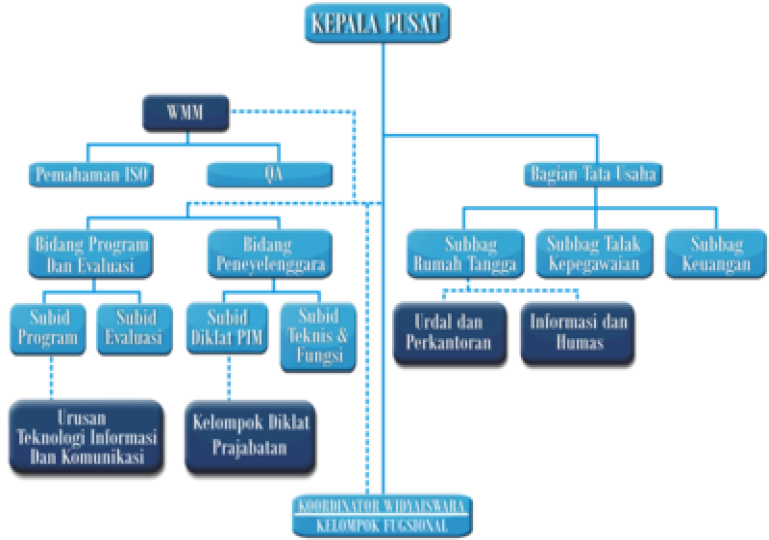 KEPALA PUSAT
WMM
Pemahaman ISO
QA
Bagian Tata Usaha
Bidang Program
Dan Evaluasi
Bidang
Peneyelenggara
Subbag
Rumah Tangga
Subbag Talak
Kepegawaian
Subbag
Keuangan
Subid
Program
Subid
Evaluasi
Subid
Diklat PIM
Subid
Teknis &
Fungsi
Urdal dan
Perkantoran
Informasi dan
Humas
Urusan
Teknologi Informasi
Dan Komunikasi
Kelompok Diklat
Prajabatan
KOORDINATOR WIDYAISWARA
KELOMPOK FUGSIONAL